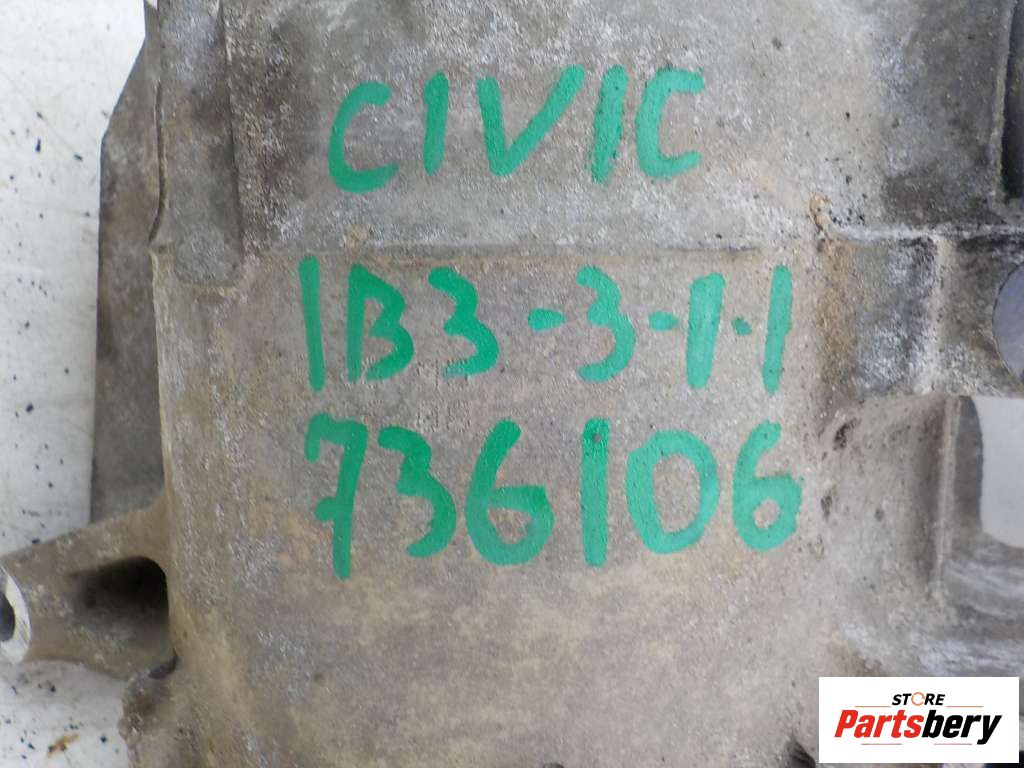 CIVIC
1B3-3-1-1
736106
STORE
Partsbery